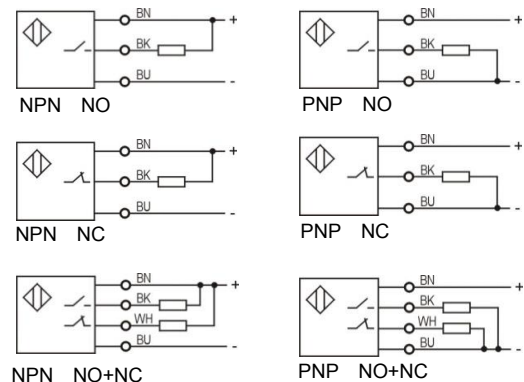 BN +
BK
BU -
NPN NO
BN +
BK
BU -
PNP NO
BN +
BK
BU -
NPN NC
BN +
BK
BU -
PNP NC
BN +
BK
WH
BU -
NPN NO+NC
BN +
BK
WH
BU -
PNP NO+NC